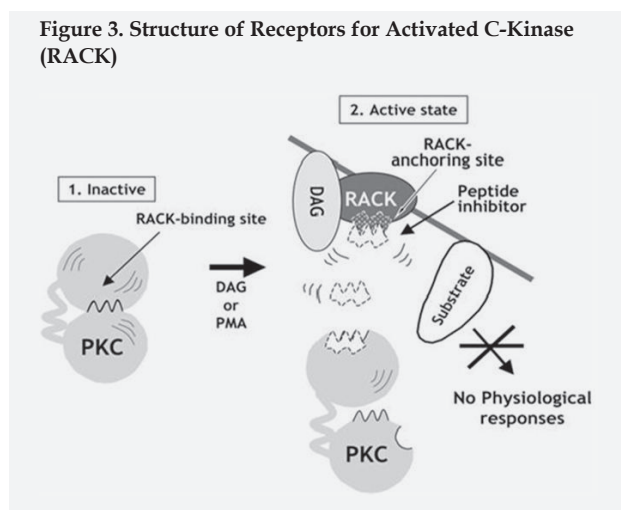 Figure 3. Structure of Receptors for Activated C-Kinase
(RACK)
2. Active state
RACK-
anchoring site
1. Inactive
DAG
RACK
Peptide
inhibitor
RACK-binding site
DAG
or
PMA
Substrate
PKC
No Physiological
responses
PKC